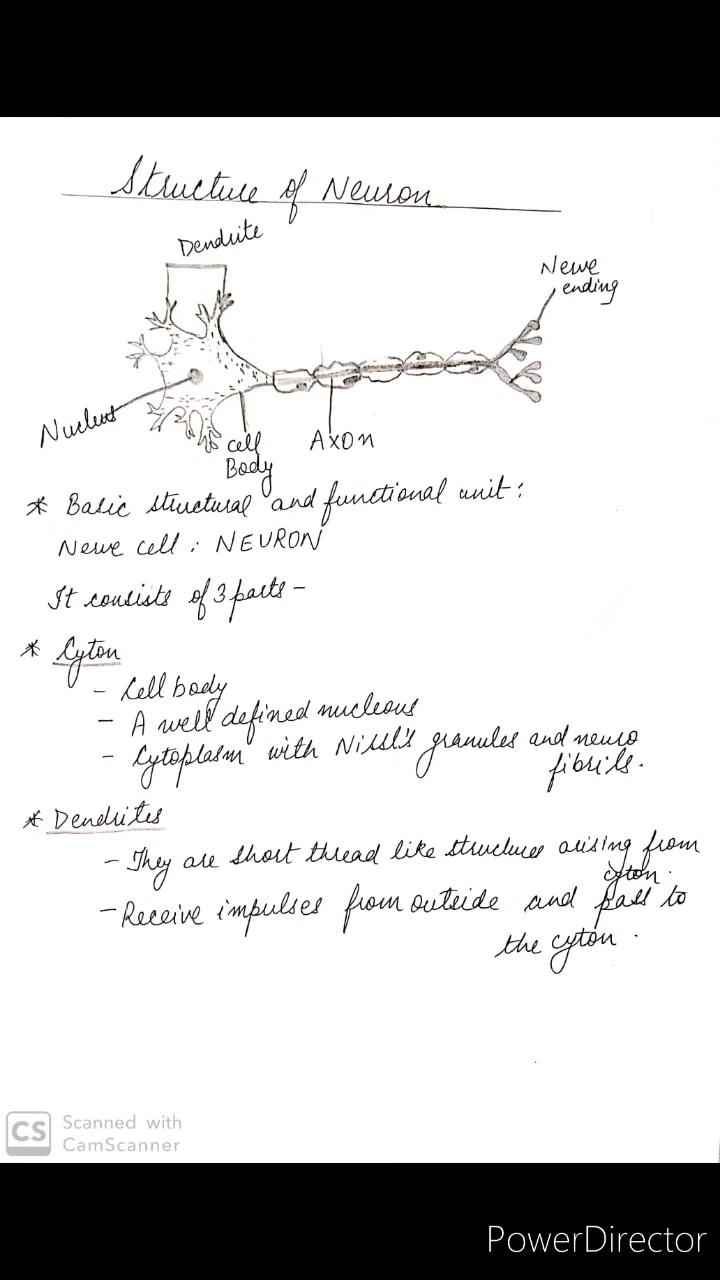 Structure of Neuron
Dendrite
Nerve
ending
Nucleus
Cell
Body
Axon
* Basic structural and functional unit:
Nerve cell: NEURON
It consists of 3 parts -
* Cyton
- Cell body
- A well defined nucleous
- Cytoplasm with Nissl's granules and neuro
fibrils.
* Dendrites
- They are short thread like structures arising from
cyton.
- Receive impulses from outside and pass to
the cyton.
CS Scanned with
CamScanner
PowerDirector